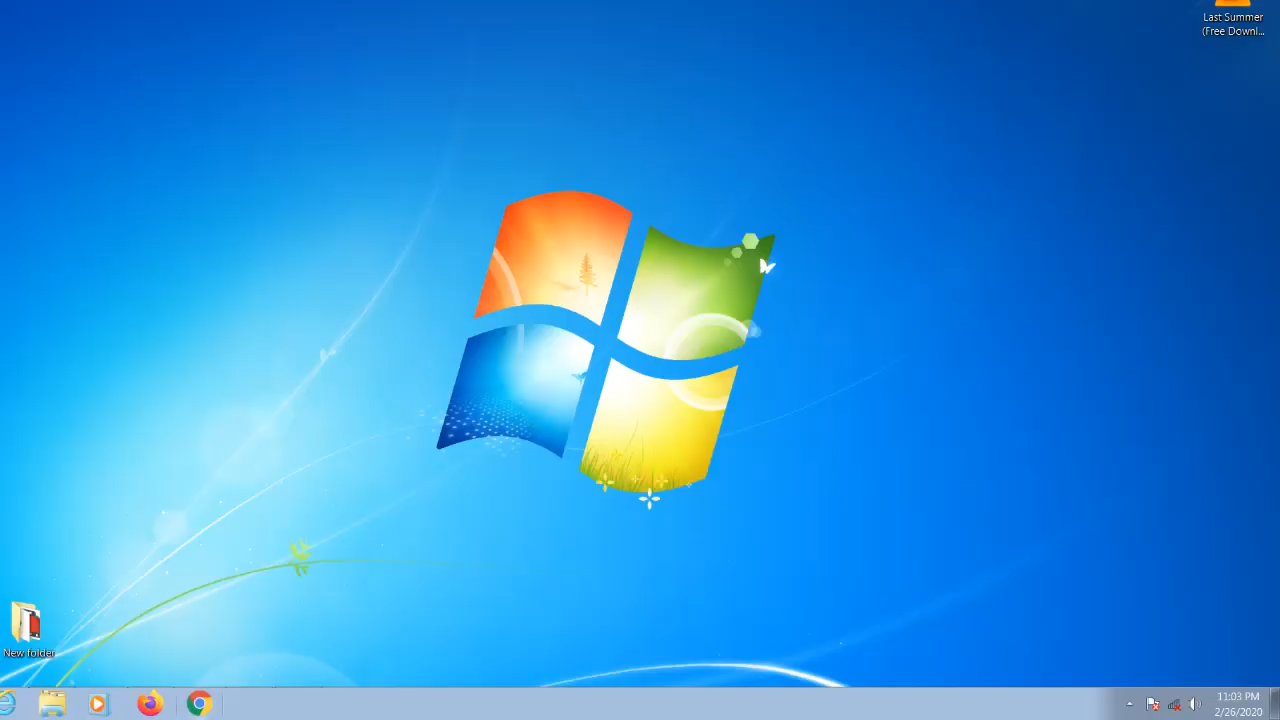 Last Summer
(Free Downl...
New folder
11:03 PM
2/26/2020